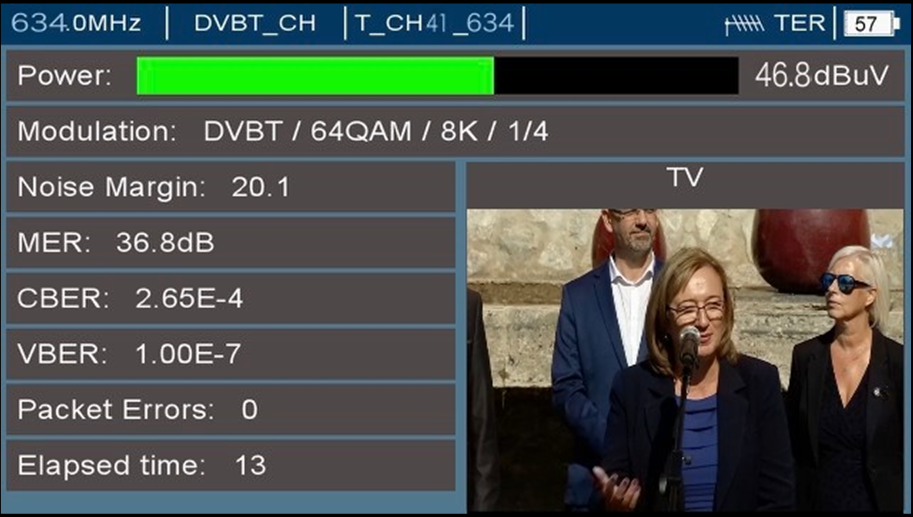 634.0MHz DVBT_CH T_CH41_634 TER 57
Power: 46.8dBuV
Modulation: DVBT / 64QAM / 8K / 1/4
Noise Margin: 20.1
TV
MER: 36.8dB
CBER: 2.65E-4
VBER: 1.00E-7
Packet Errors: 0
Elapsed time: 13